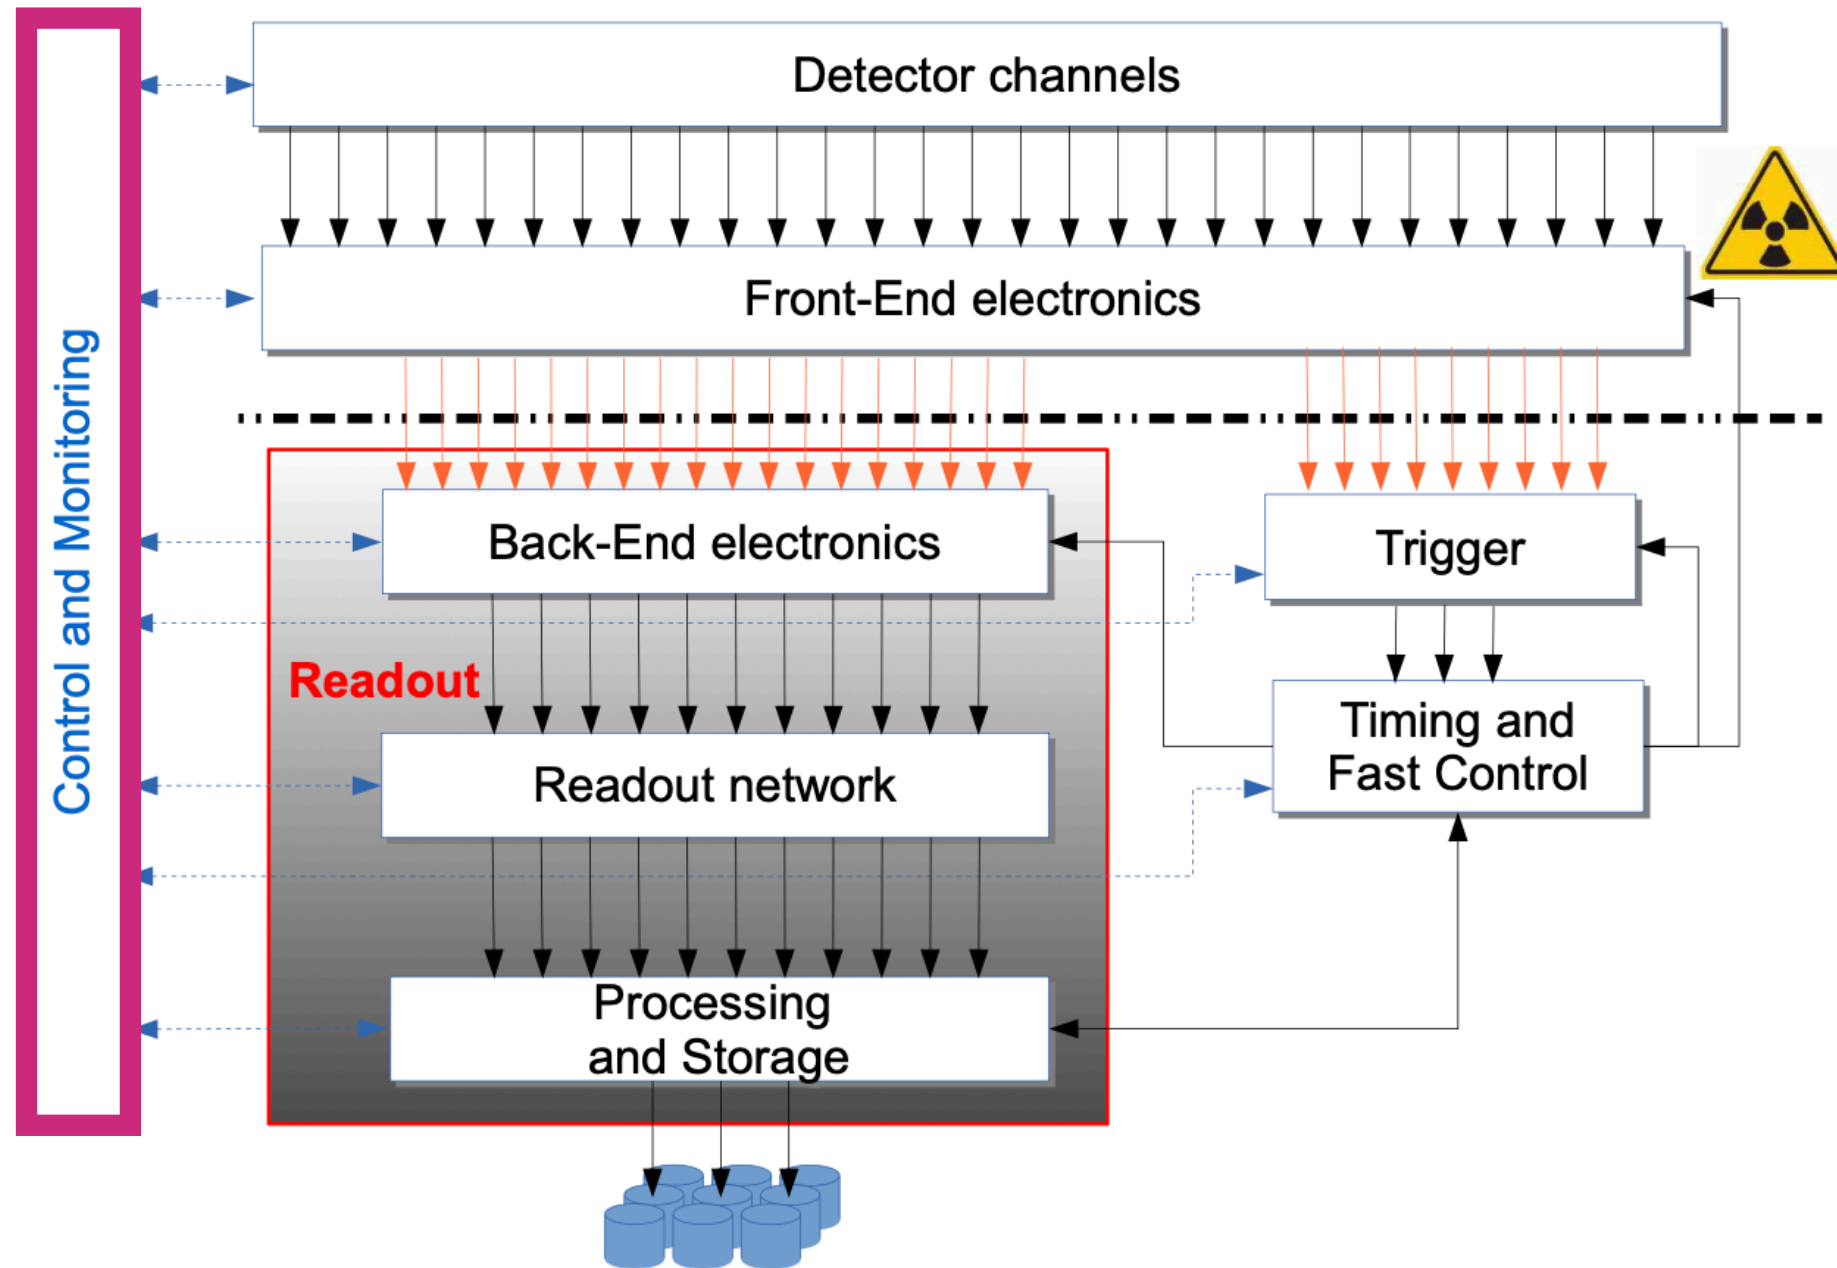 Detector channels
Front-End electronics
Control and Monitoring
Back-End electronics
Trigger
Readout
Timing and
Fast Control
Readout network
Processing
and Storage